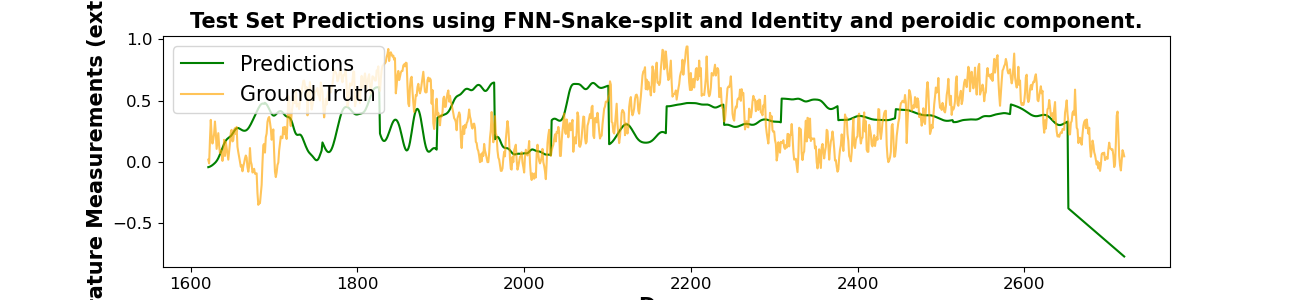 Test Set Predictions using FNN-Snake-split and Identity and peroidic component.
Predictions
Ground Truth
1.0
0.5
0.0
−0.5
1600
1800
2000
2200
2400
2600
Measurements